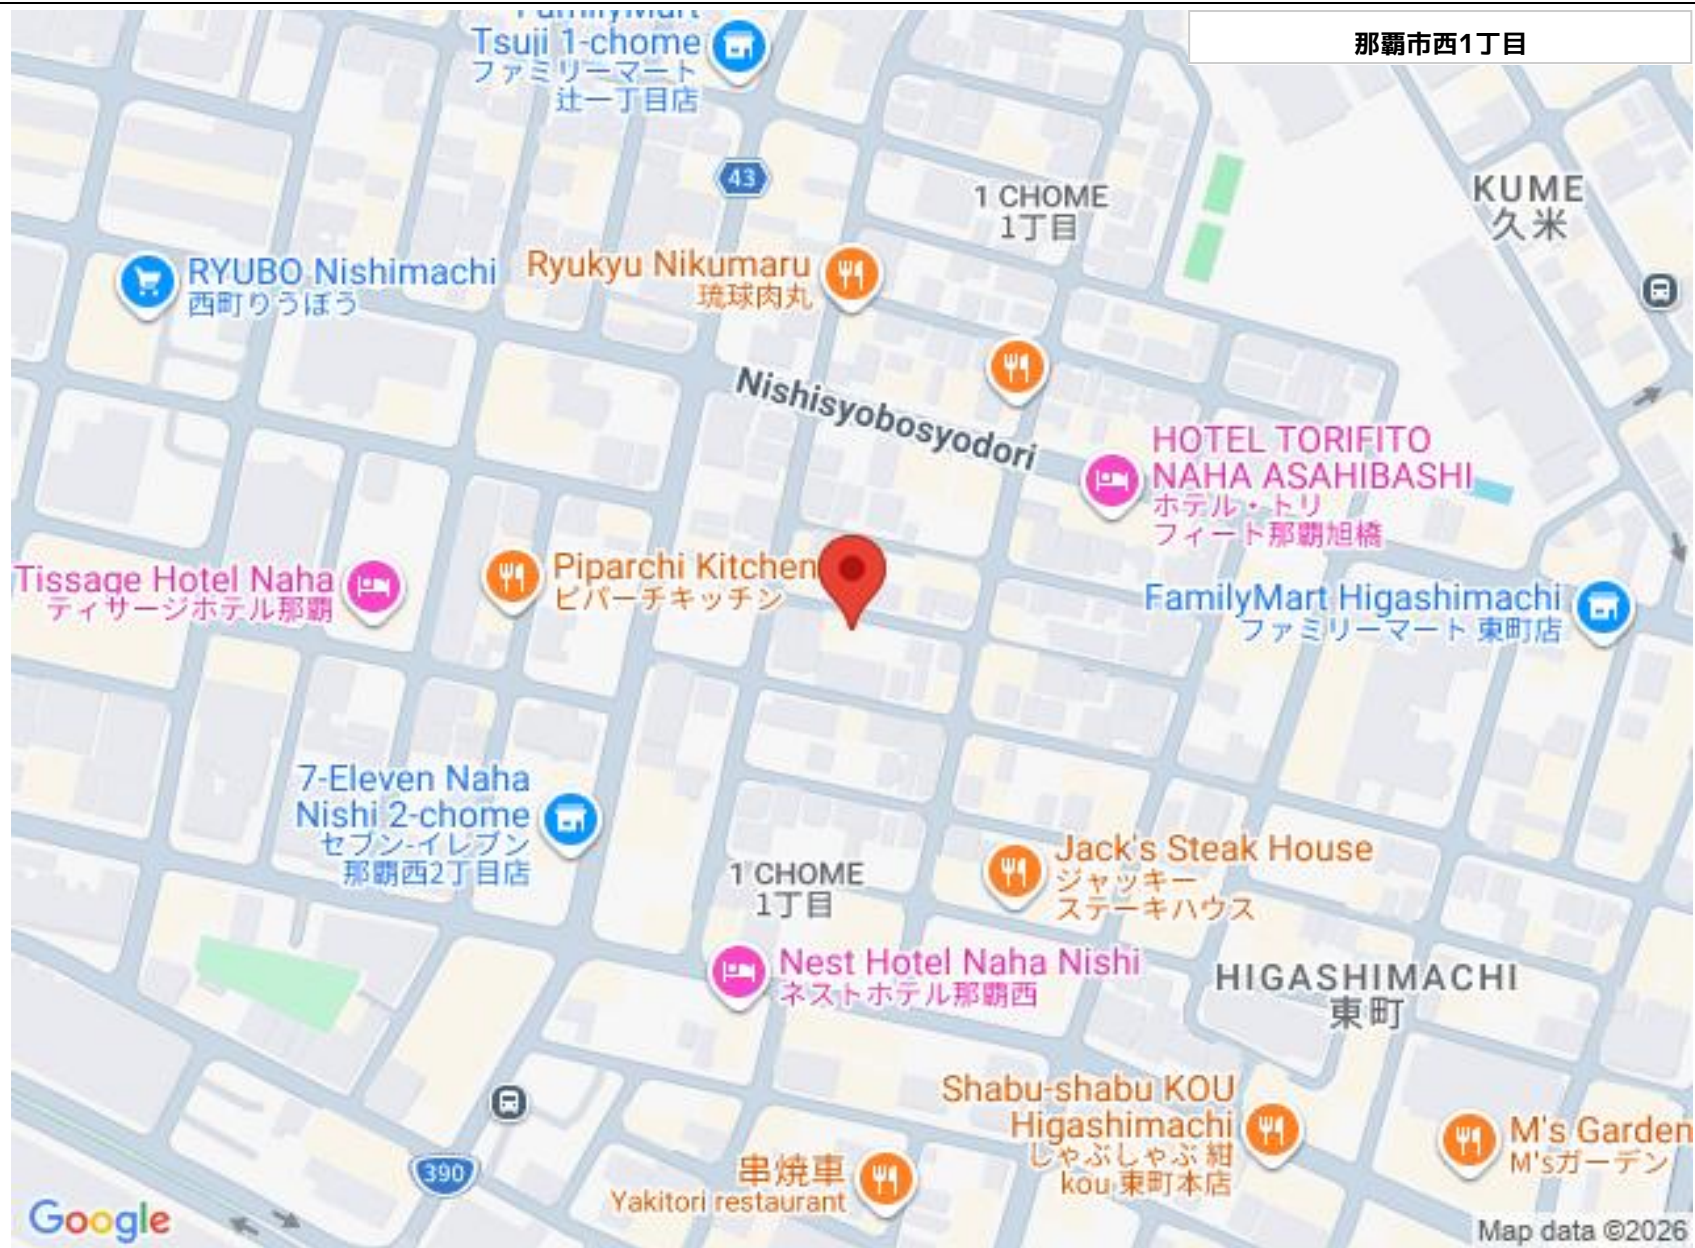 那覇市西1丁目
FamilyMart
Tsuji 1-chome
ファミリーマート
辻一丁目店
43
1 CHOME
1丁目
KUME
久米
RYUBO Nishimachi
西町りうぼう
Ryukyu Nikumaru
琉球肉丸
Nishisyobosyodori
HOTEL TORIFITO
NAHA ASAHIBASHI
ホテル・トリ
フィート那覇旭橋
Tissage Hotel Naha
ティサージホテル那覇
Piparchi Kitchen
ピパーチキッチン
FamilyMart Higashimachi
ファミリーマート 東町店
7-Eleven Naha
Nishi 2-chome
セブン-イレブン
那覇西2丁目店
1 CHOME
1丁目
Jack's Steak House
ジャッキー
ステーキハウス
Nest Hotel Naha Nishi
ネストホテル那覇西
HIGASHIMACHI
東町
Shabu-shabu KOU
Higashimachi
しゃぶしゃぶ 紺
kou 東町本店
M's Garden
M'sガーデン
390
串焼車
Yakitori restaurant
Google
Map data ©2026